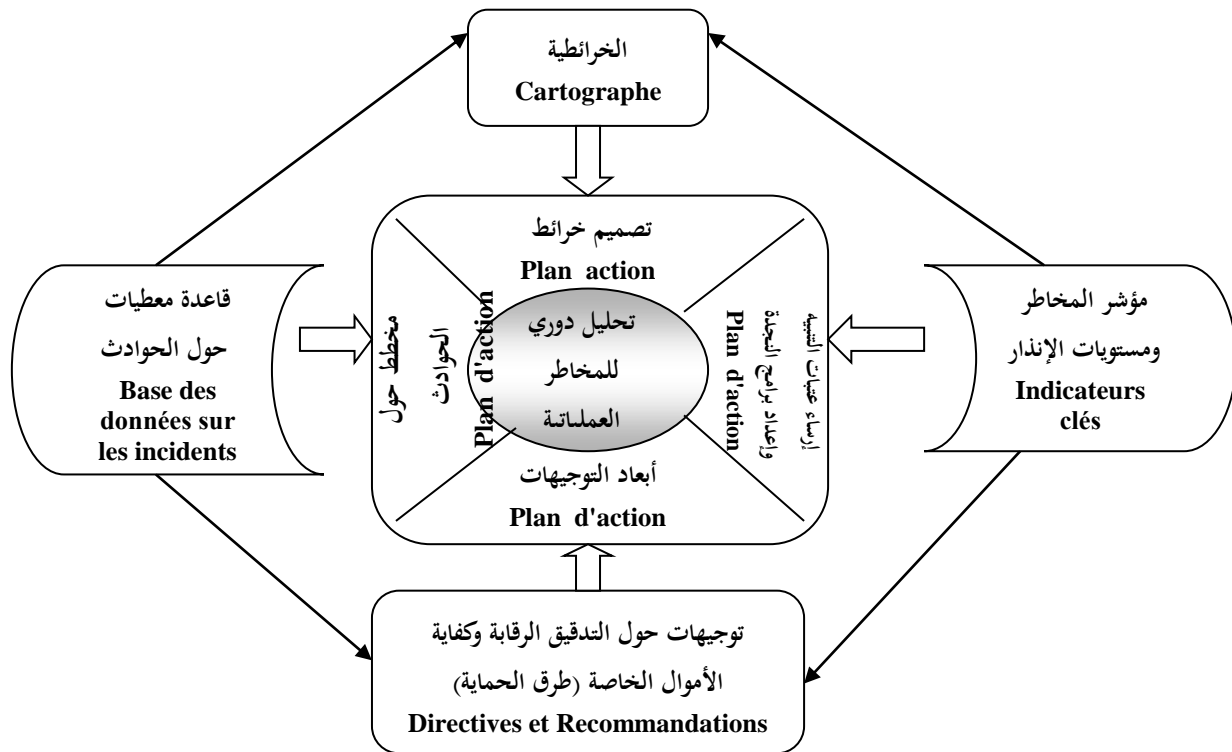 الخرائطية
Cartographe
تصميم خرائط
Plan action
قاعدة معطيات
حول الحوادث
Base des
données sur
les incidents
مخطط حول
الحوادث
Plan d'action
تحليل دوري
للمخاطر
العملياتية
إرساء عتبات التنبيه
وإعداد برامج النجدة
Plan d'action
مؤشر المخاطر
ومستويات الإنذار
Indicateurs
clés
أبعاد التوجيهات
Plan d'action
توجيهات حول التدقيق الرقابة وكفاية
الأموال الخاصة (طرق الحماية)
Directives et Recommandations